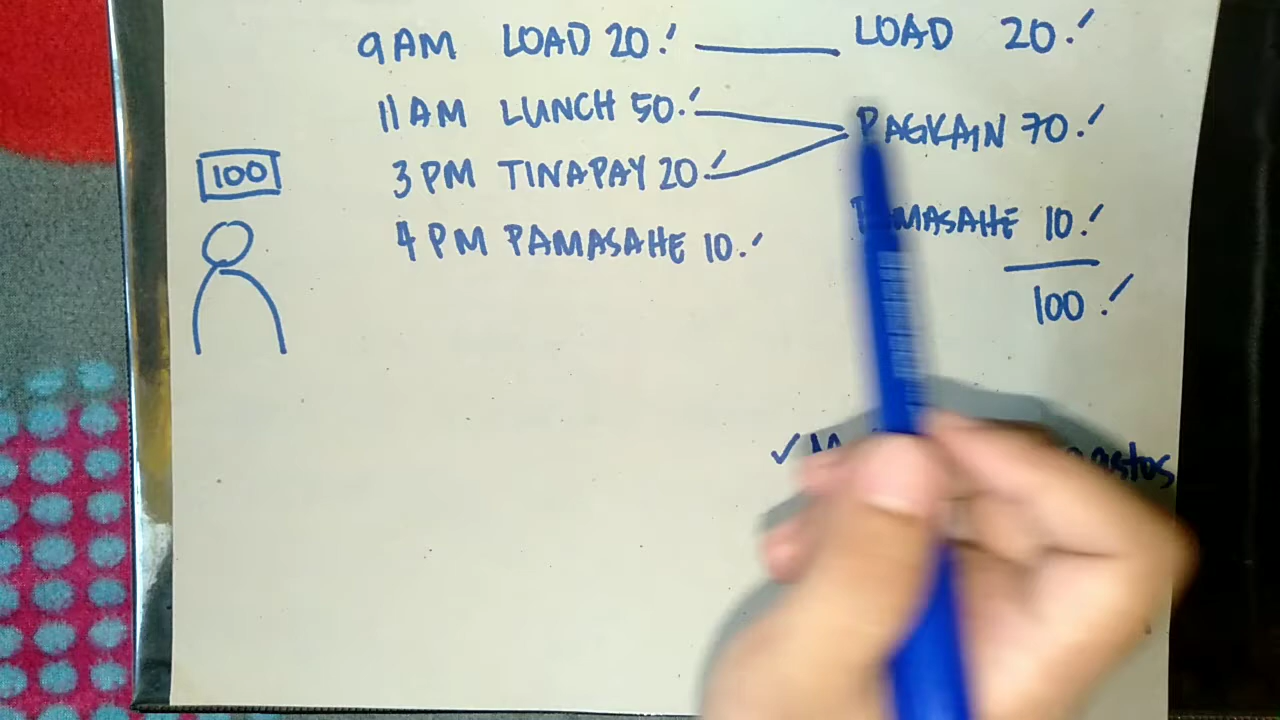 9AM LOAD 20.' LOAD 20.'
11AM LUNCH 50.' PAGKAIN 70.'
100
3PM TINAPAY 20.'
4PM PAMASAHE 10.' PAMASAHE 10.'
100.'
✓